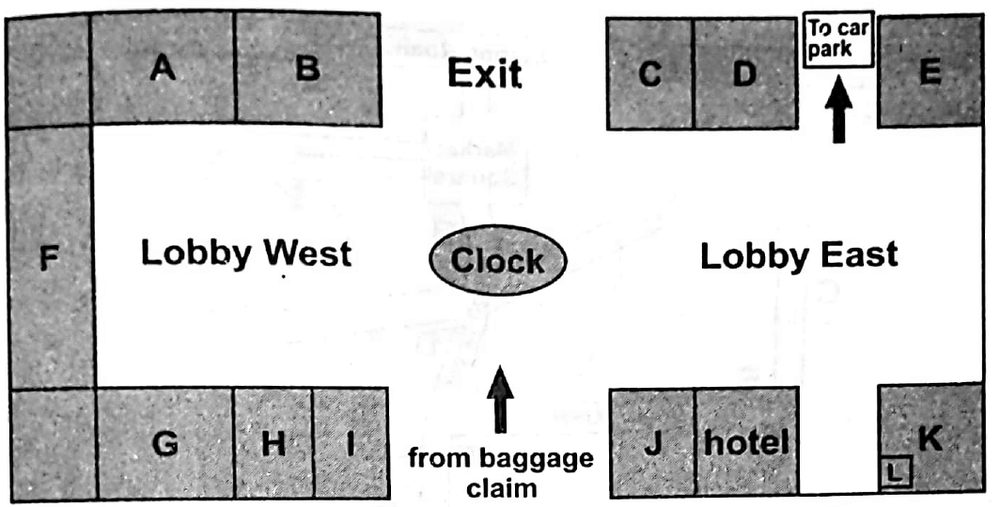 To car
park
A
B
Exit
C
D
E
F
Lobby West
Clock
Lobby East
G
H
I
from baggage
claim
J
hotel
K
L